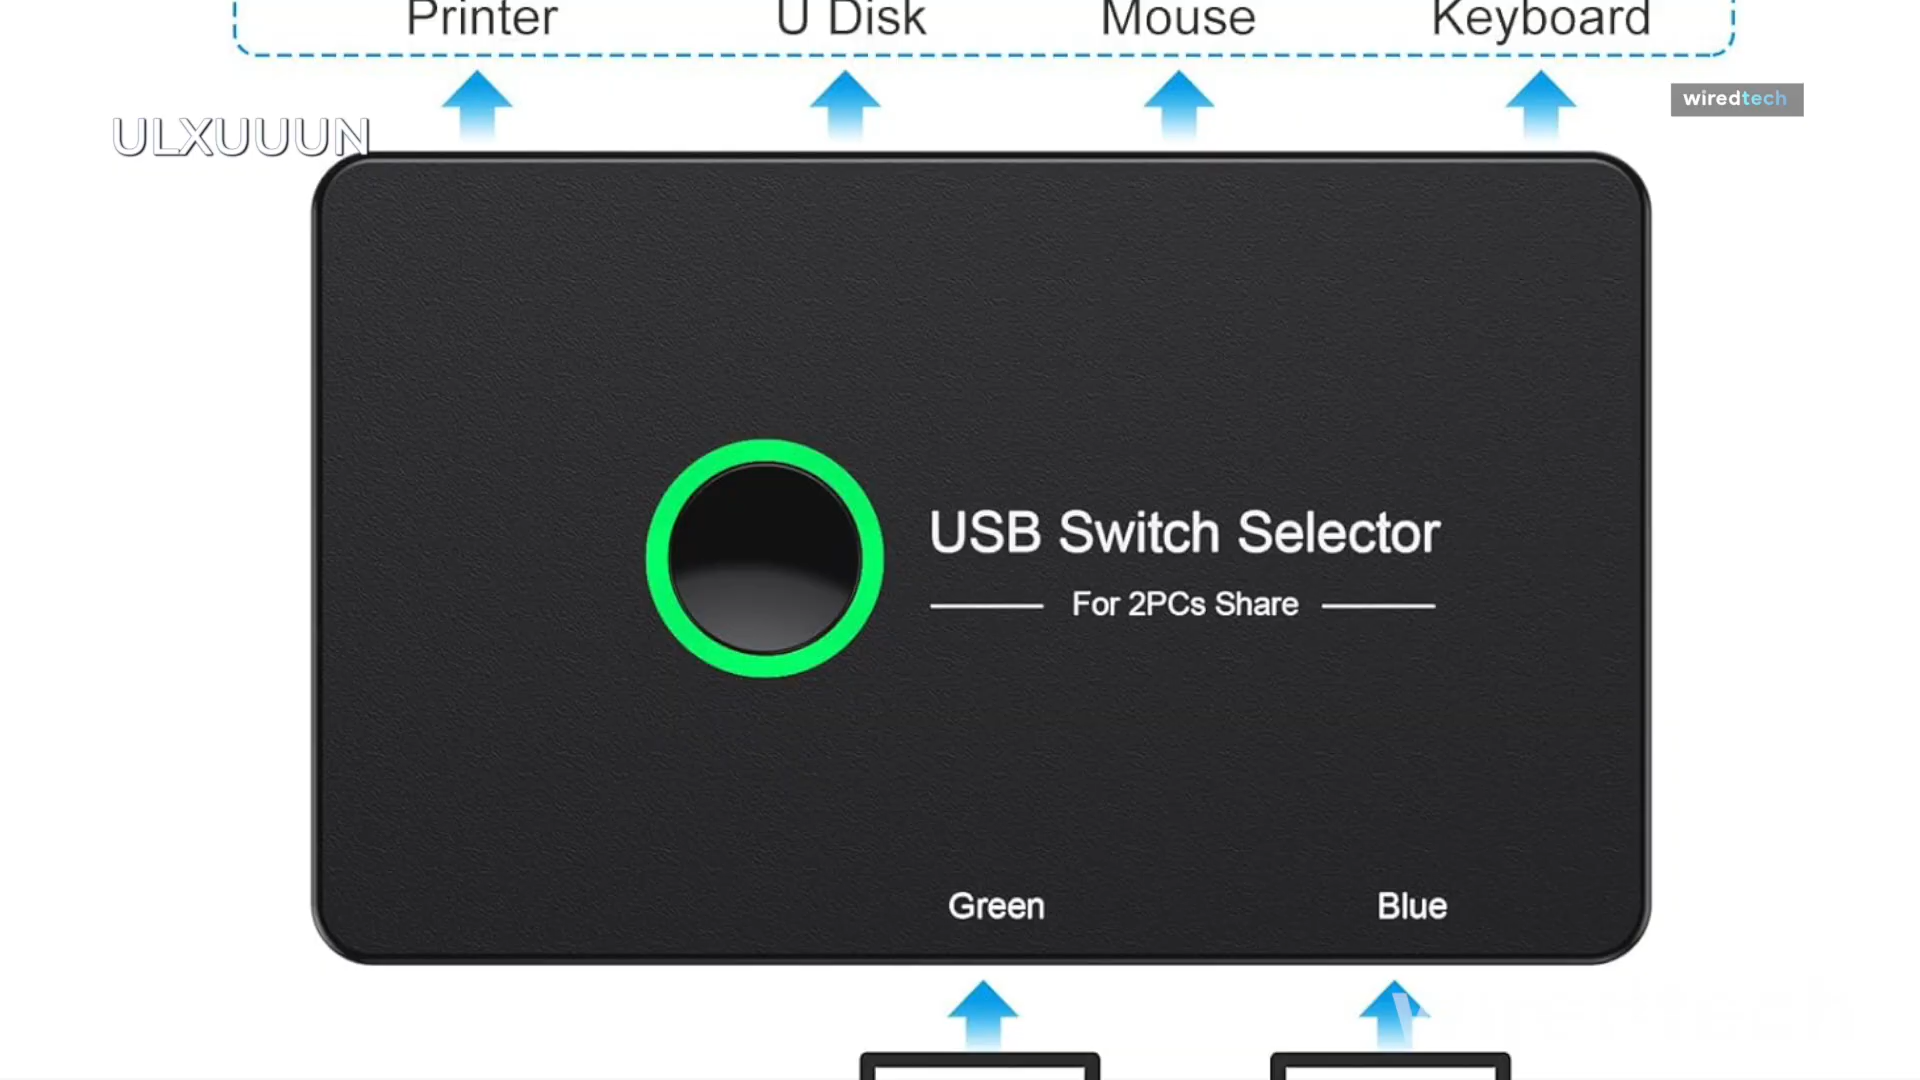 Printer U Disk Mouse Keyboard
wiredtech
ULXUUUN
USB Switch Selector
For 2PCs Share
Green Blue